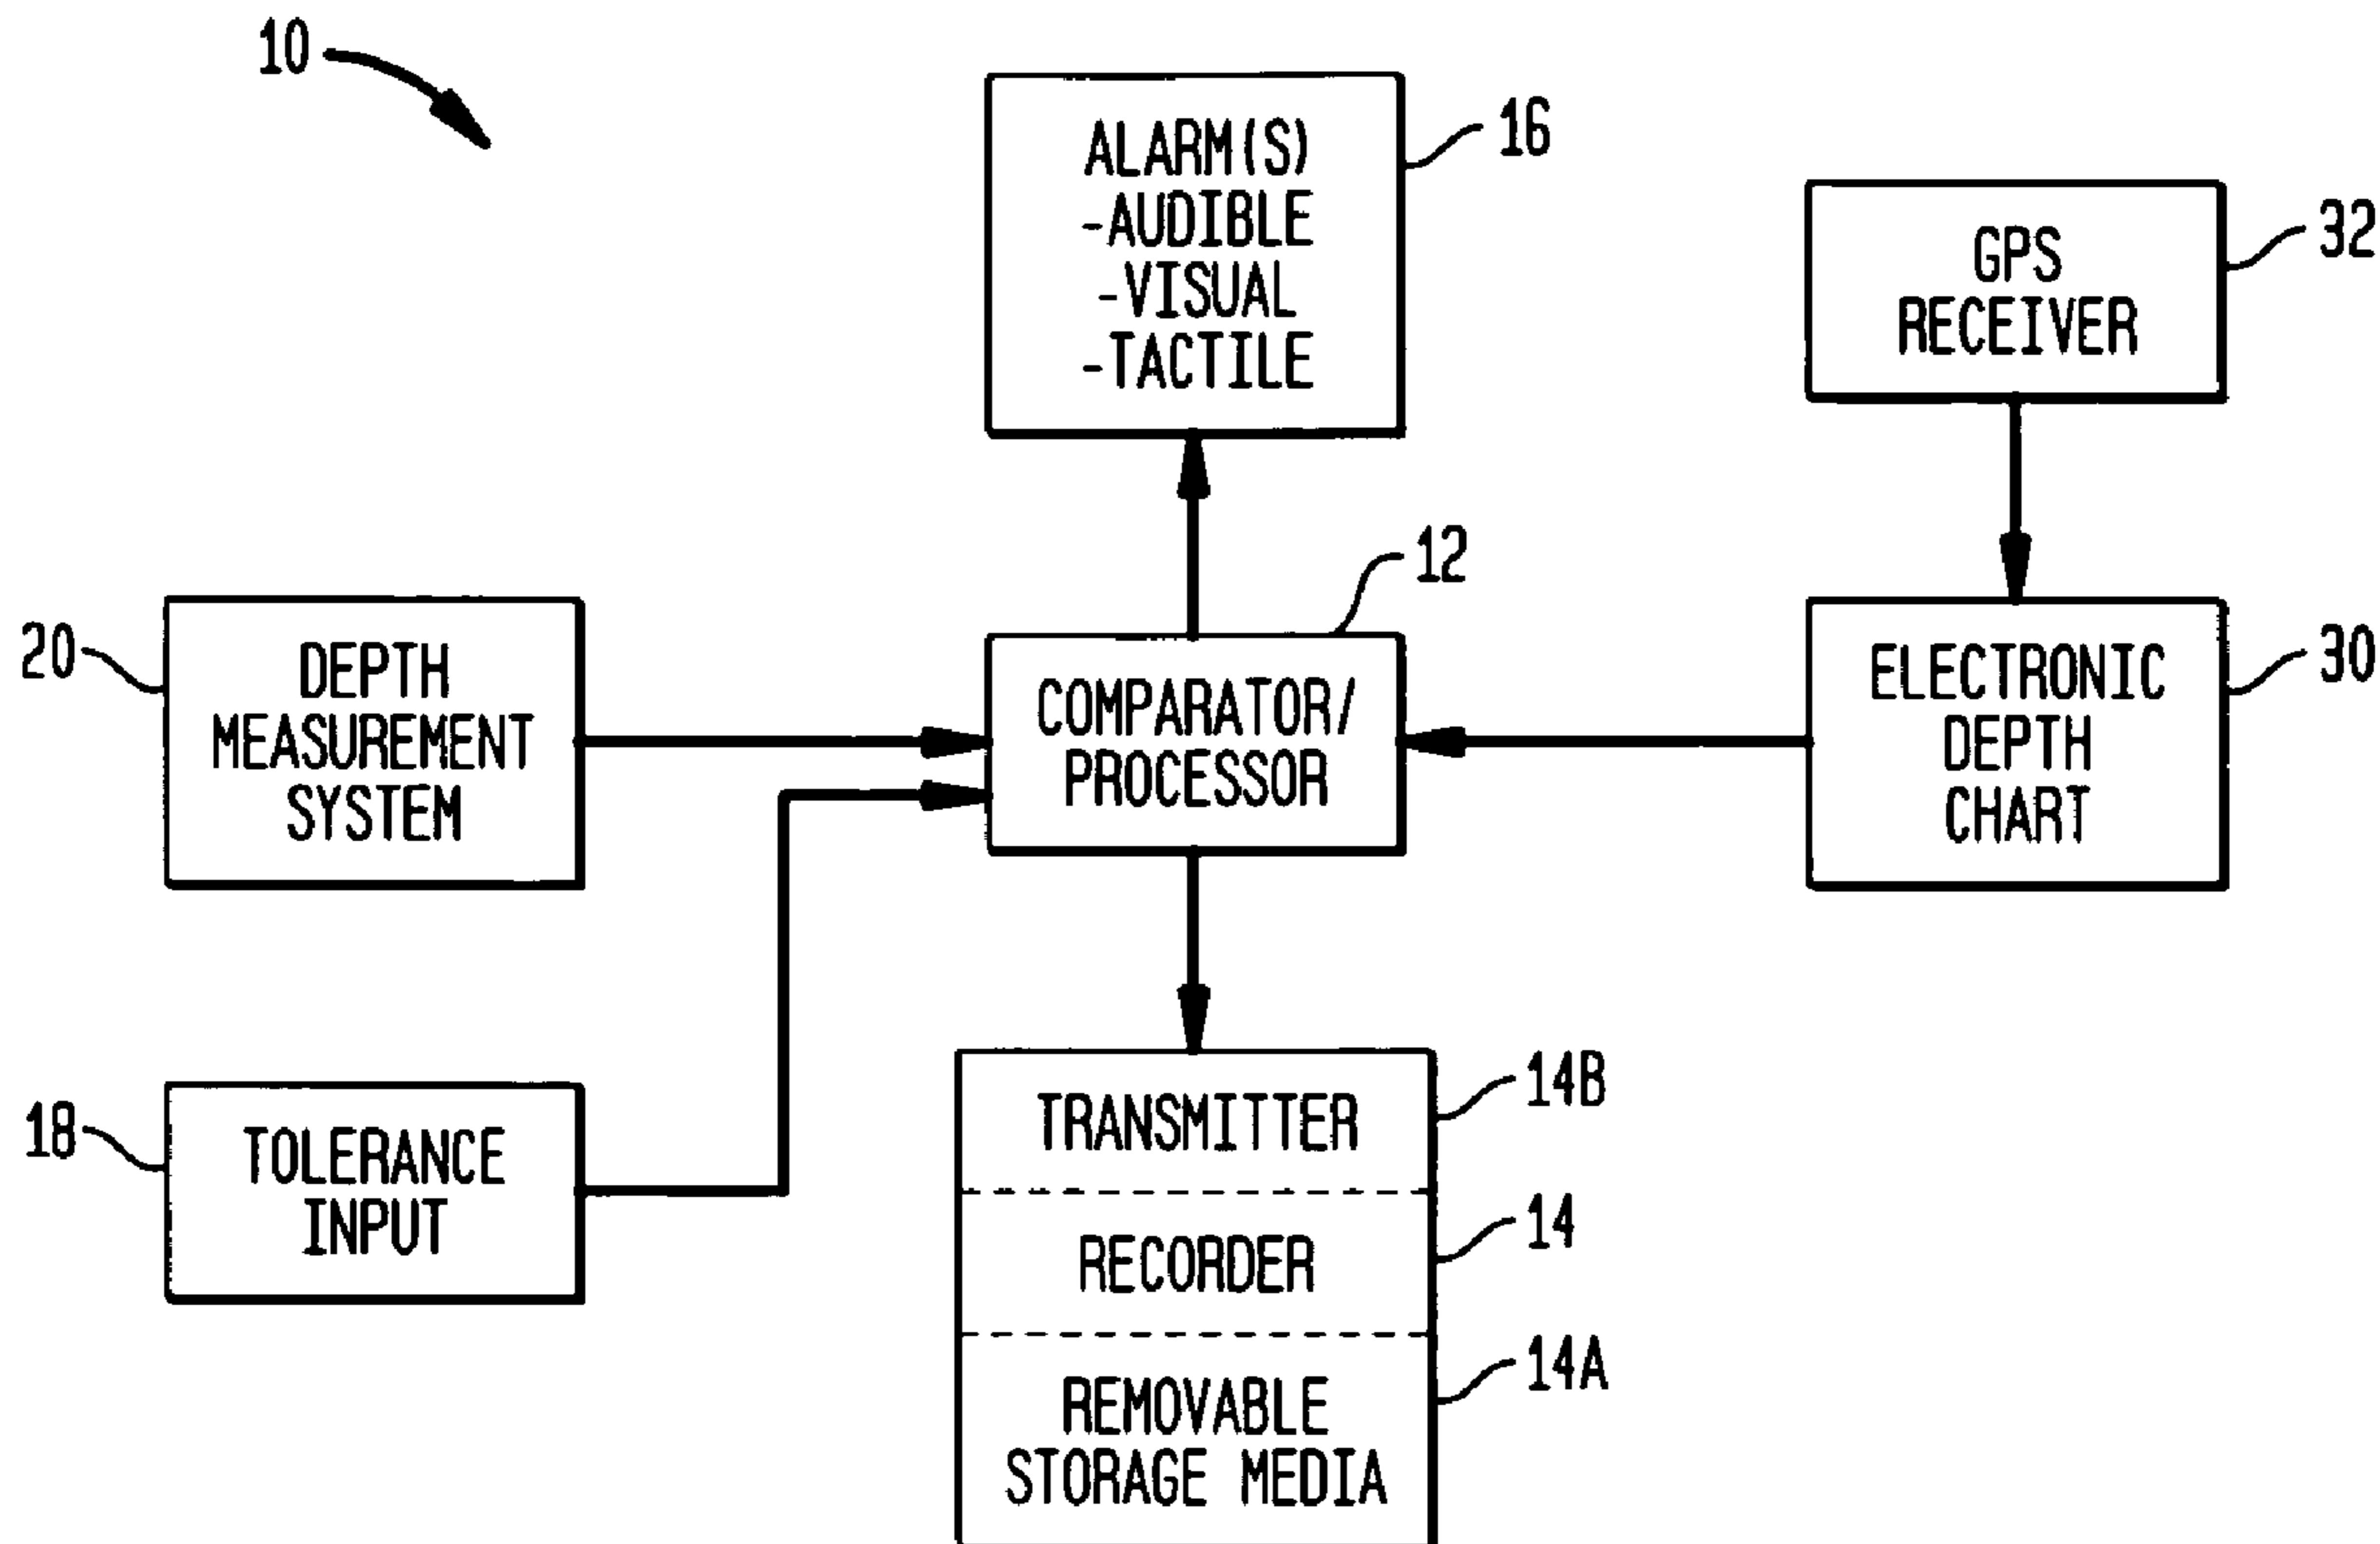 10
ALARM(S)
-AUDIBLE
-VISUAL
-TACTILE
16
GPS
RECEIVER
32
12
20
DEPTH
MEASUREMENT
SYSTEM
COMPARATOR/
PROCESSOR
ELECTRONIC
DEPTH
CHART
30
18
TOLERANCE
INPUT
TRANSMITTER
14B
RECORDER
14
REMOVABLE
STORAGE MEDIA
14A